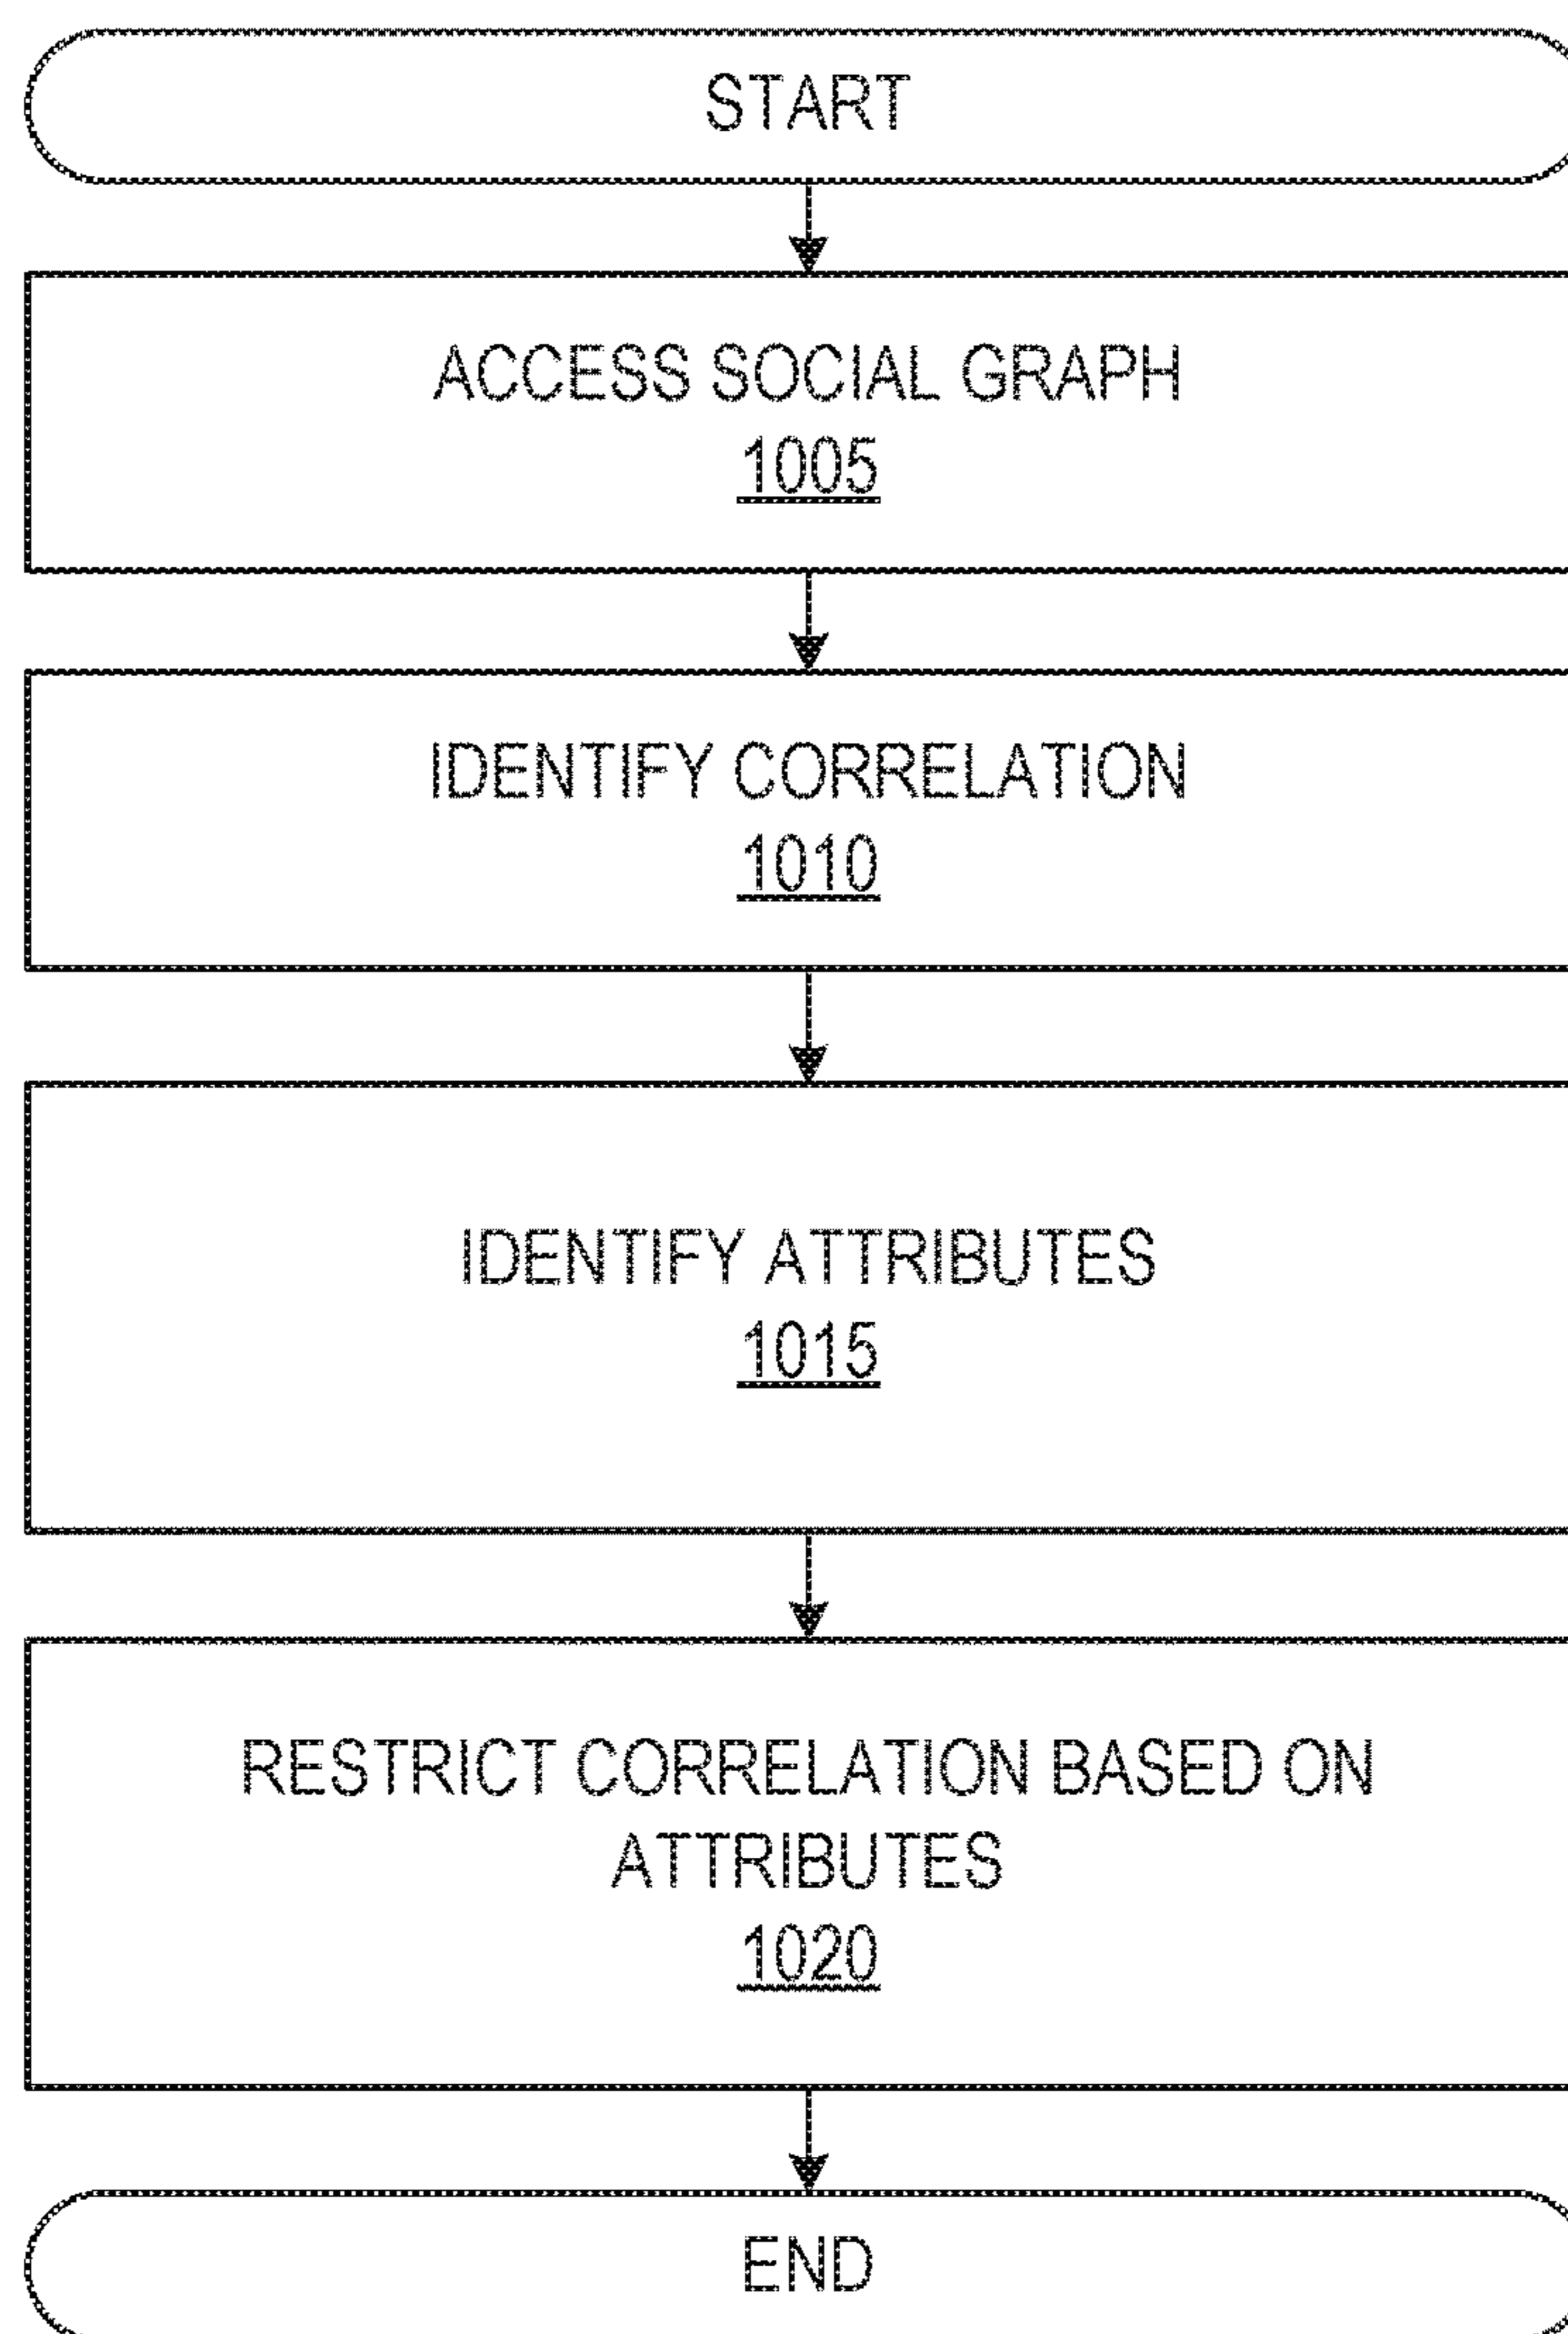 START
ACCESS SOCIAL GRAPH
1005
IDENTIFY CORRELATION
1010
IDENTIFY ATTRIBUTES
1015
RESTRICT CORRELATION BASED ON
ATTRIBUTES
1020
END